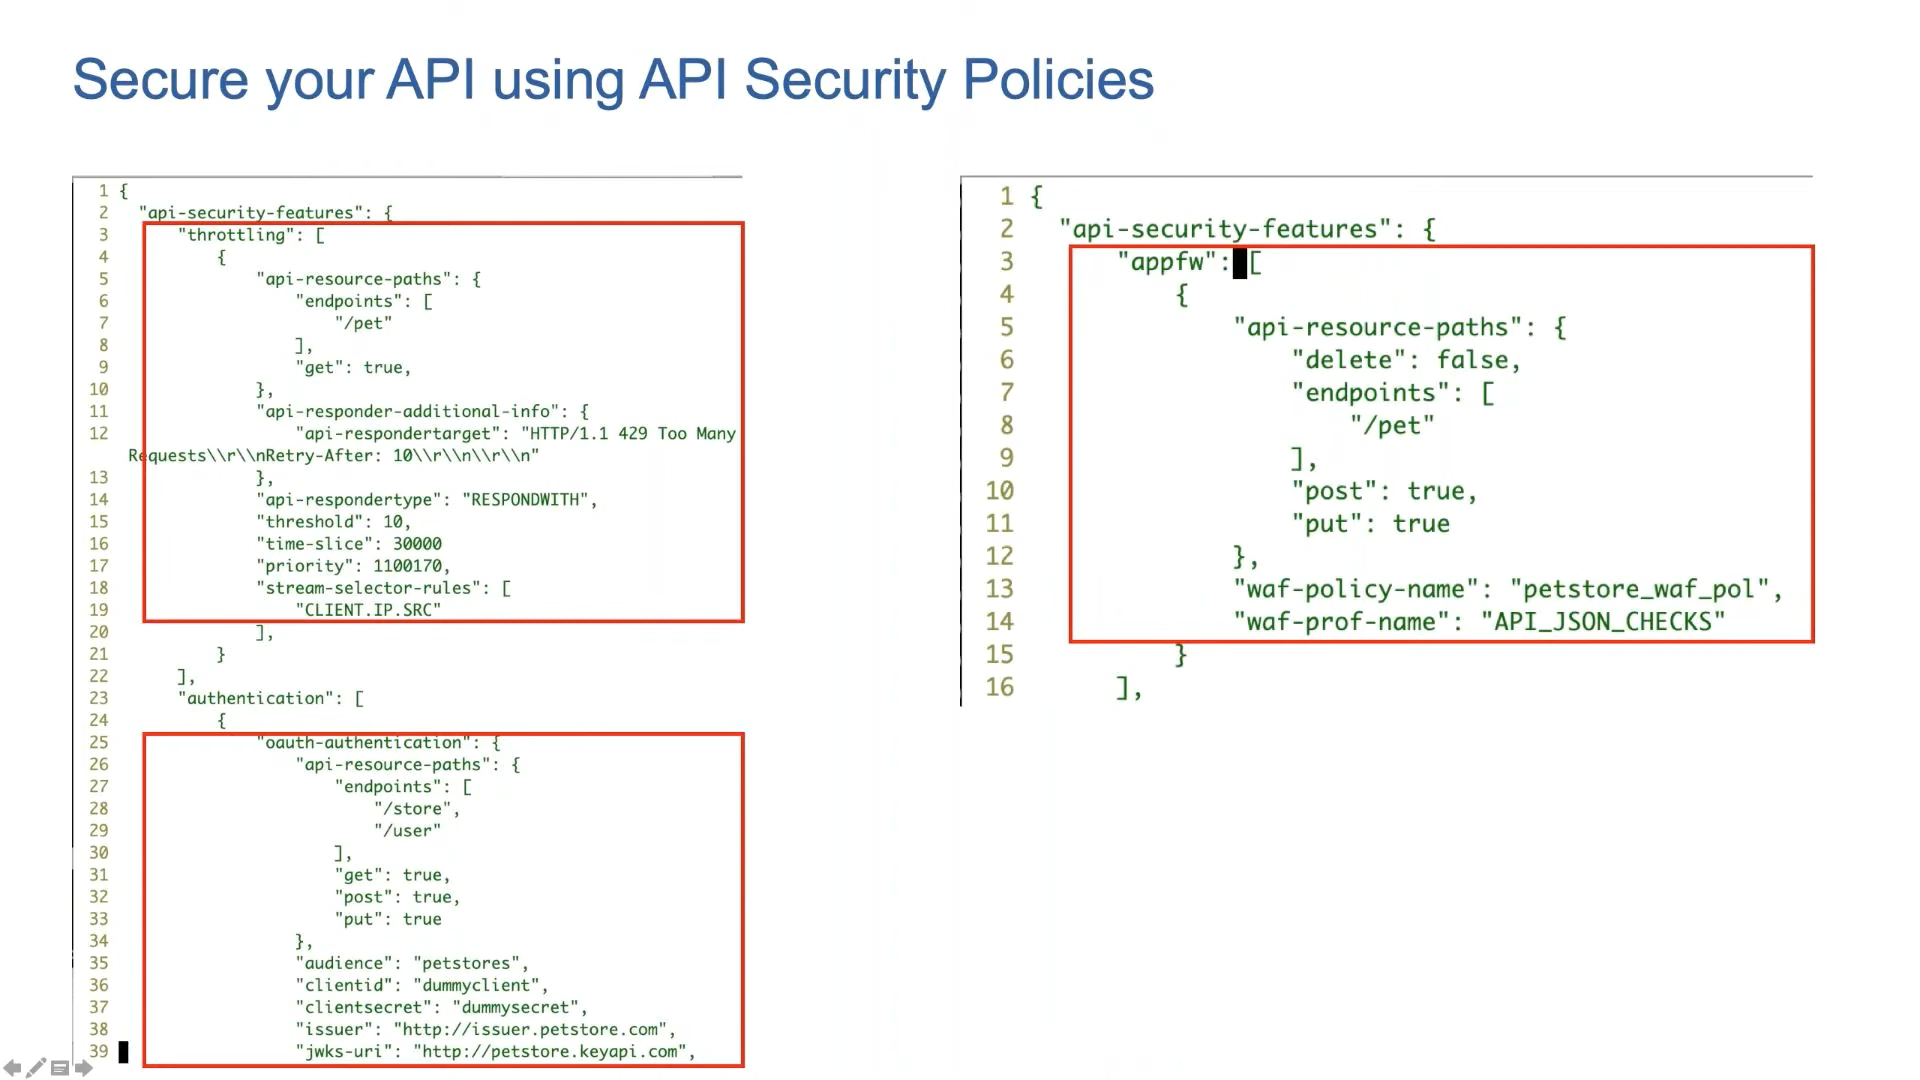 Secure your API using API Security Policies
1 {
2 "api-security-features": {
3 "throttling": [
4 {
5 "api-resource-paths": {
6 "endpoints": [
7 "/pet"
8 ],
9 "get": true,
10 },
11 "api-responder-additional-info": {
12 "api-respondertarget": "HTTP/1.1 429 Too Many
Requests\\r\\nRetry-After: 10\\r\\n\\r\\n"
13 },
14 "api-respondertype": "RESPONDWITH",
15 "threshold": 10,
16 "time-slice": 30000
17 "priority": 1100170,
18 "stream-selector-rules": [
19 "CLIENT.IP.SRC"
20 ],
21 }
22 ],
23 "authentication": [
24 {
25 "oauth-authentication": {
26 "api-resource-paths": {
27 "endpoints": [
28 "/store",
29 "/user"
30 ],
31 "get": true,
32 "post": true,
33 "put": true
34 },
35 "audience": "petstores",
36 "clientid": "dummyclient",
37 "clientsecret": "dummysecret",
38 "issuer": "http://issuer.petstore.com",
39 "jwks-uri": "http://petstore.keyapi.com",
1 {
2 "api-security-features": {
3 "appfw": [
4 {
5 "api-resource-paths": {
6 "delete": false,
7 "endpoints": [
8 "/pet"
9 ],
10 "post": true,
11 "put": true
12 },
13 "waf-policy-name": "petstore_waf_pol",
14 "waf-prof-name": "API_JSON_CHECKS"
15 }
16 ],